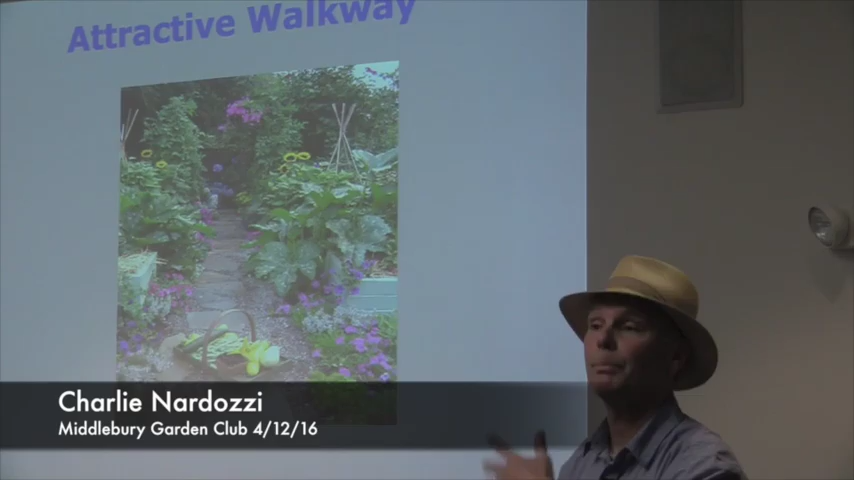 Attractive Walkway
Charlie Nardozzi
Middlebury Garden Club 4/12/16